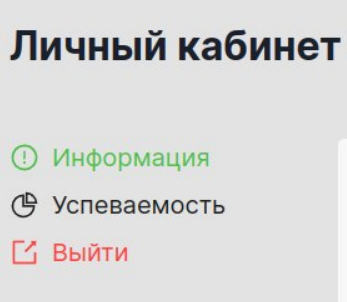 Личный кабинет
Информация
Успеваемость
Выйти